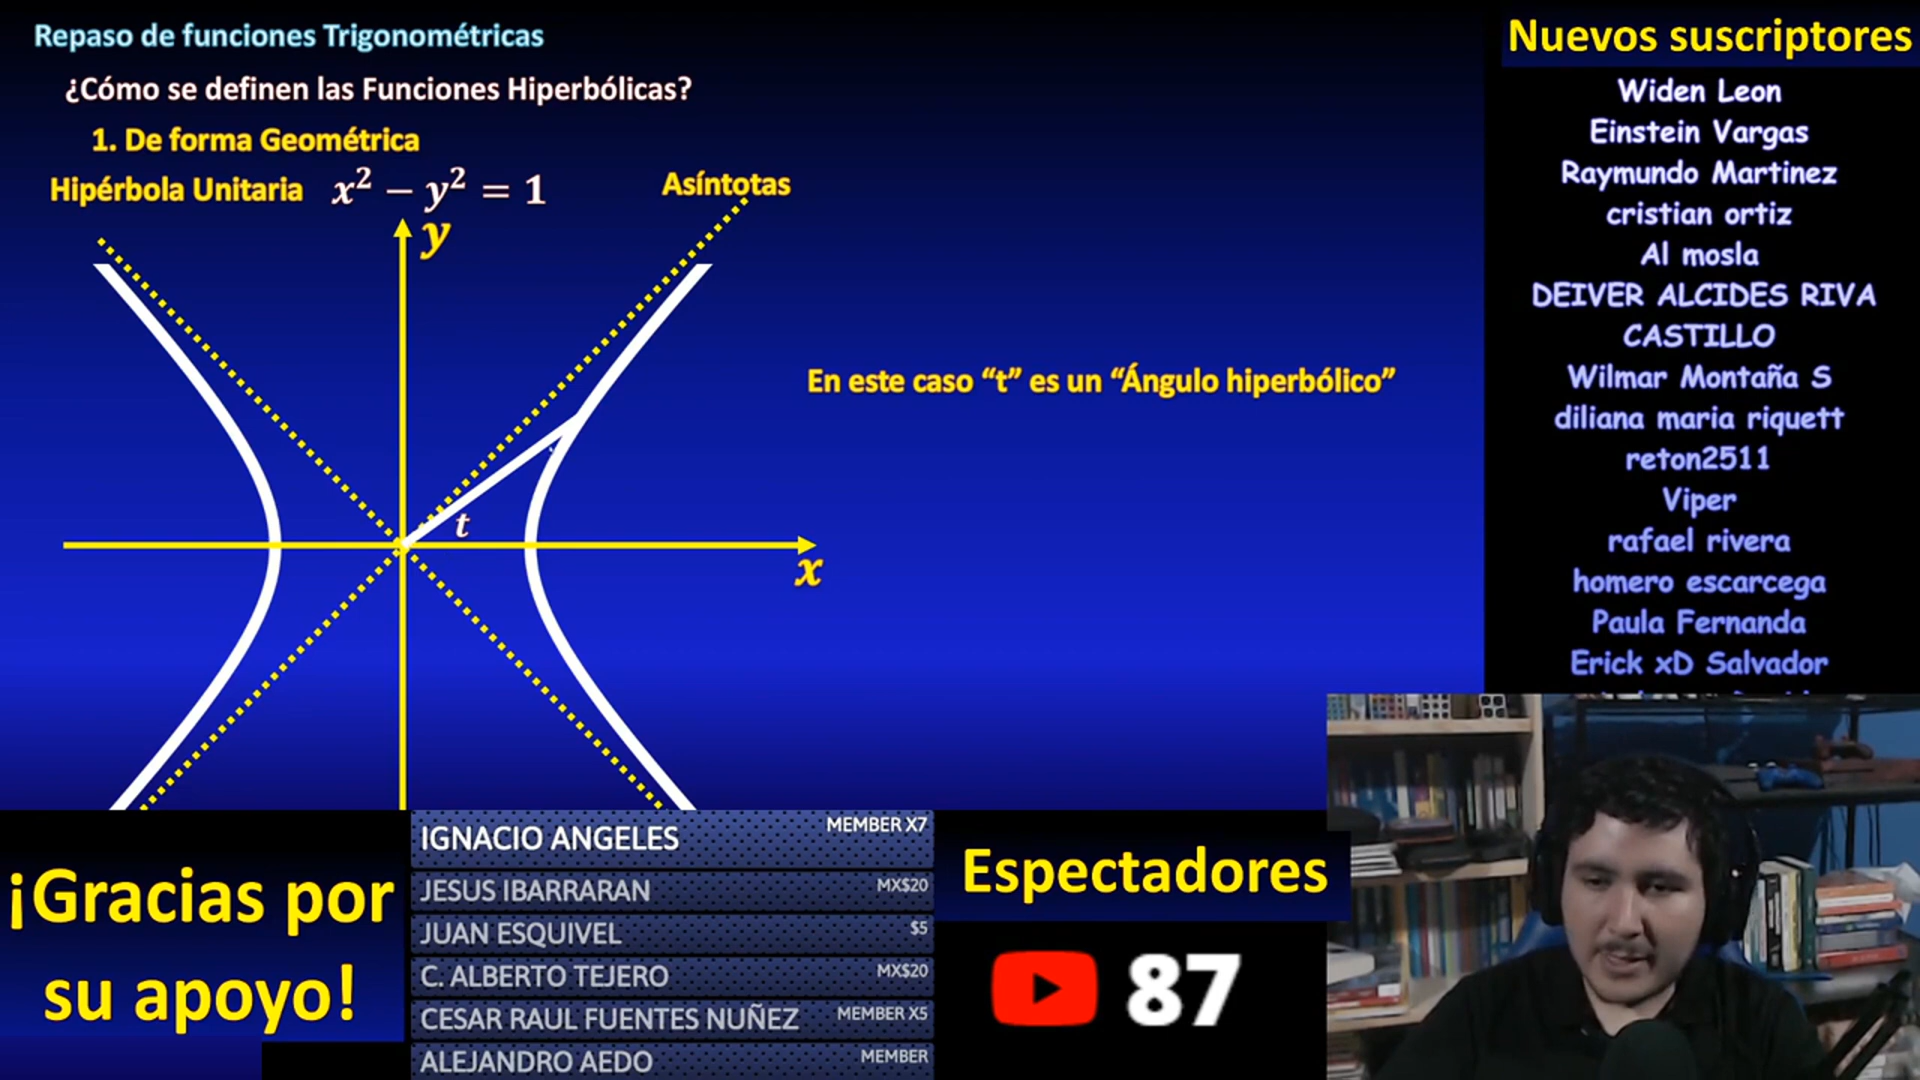 Repaso de funciones Trigonométricas
¿Cómo se definen las Funciones Hiperbólicas?
1. De forma Geométrica
Hipérbola Unitaria x² − y² = 1
Asíntotas
y
t
x
En este caso “t” es un “Ángulo hiperbólico”
Nuevos suscriptores
Widen Leon
Einstein Vargas
Raymundo Martinez
cristian ortiz
Al mosla
DEIVER ALCIDES RIVA
CASTILLO
Wilmar Montaña S
diliana maria riquett
reton2511
Viper
rafael rivera
homero escarcega
Paula Fernanda
Erick xD Salvador
¡Gracias por
su apoyo!
IGNACIO ANGELES MEMBER X7
JESUS IBARRARAN MX$20
JUAN ESQUIVEL $5
C. ALBERTO TEJERO MX$20
CESAR RAUL FUENTES NUÑEZ MEMBER X5
ALEJANDRO AEDO MEMBER
Espectadores
87